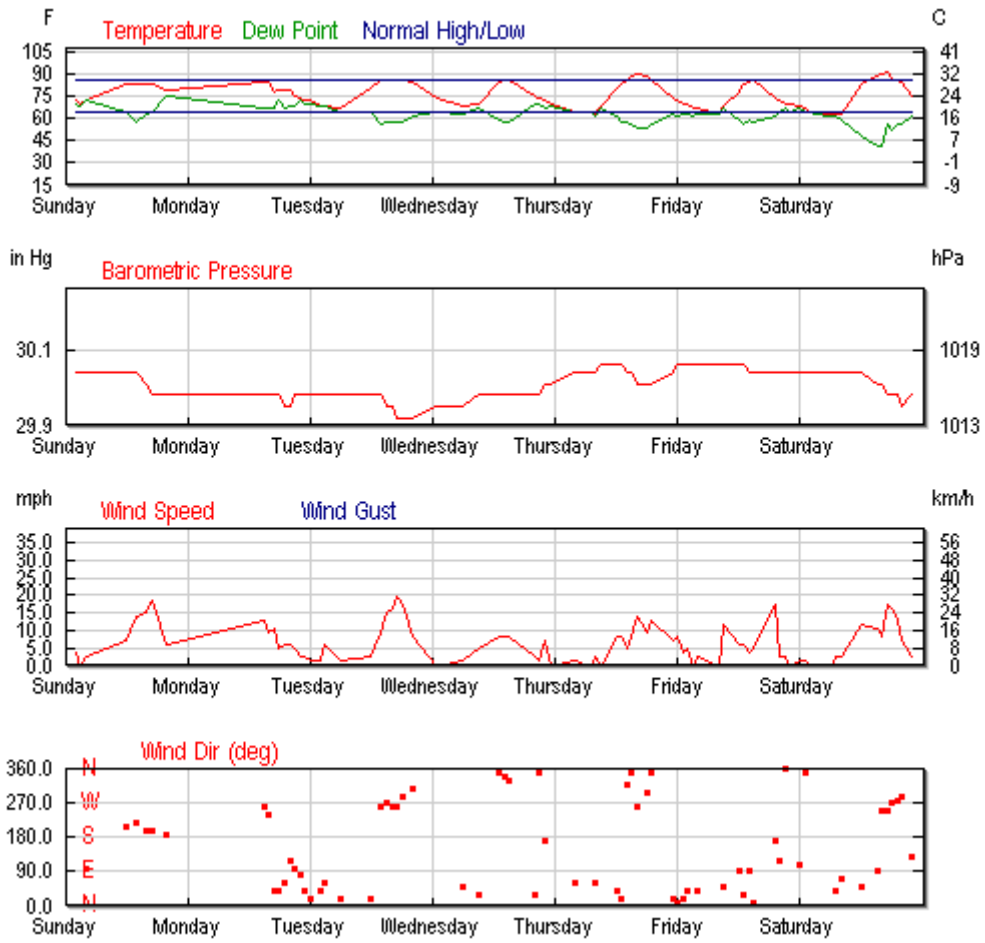 F C
Temperature Dew Point Normal High/Low
105 41
90 32
75 24
60 16
45 7
30 -1
15 -9
Sunday Monday Tuesday Wednesday Thursday Friday Saturday
in Hg hPa
Barometric Pressure
30.1 1019
29.9 1013
Sunday Monday Tuesday Wednesday Thursday Friday Saturday
mph km/h
Wind Speed Wind Gust
35.0 56
30.0 48
25.0 40
20.0 32
15.0 24
10.0 16
5.0 8
0.0 0
Sunday Monday Tuesday Wednesday Thursday Friday Saturday
Wind Dir (deg)
360.0 N
270.0 W
180.0 S
90.0 E
0.0 N
Sunday Monday Tuesday Wednesday Thursday Friday Saturday